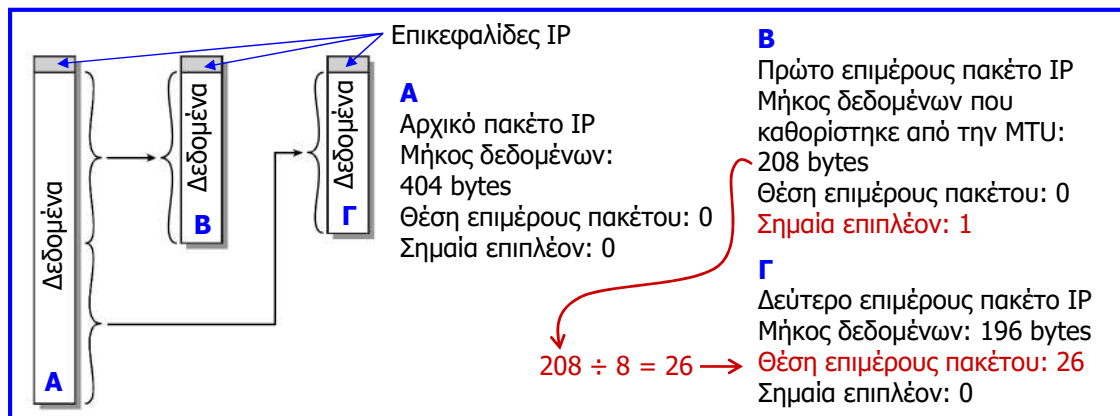 Επικεφαλίδες IP
Δεδομένα
Α
Δεδομένα
Β
Δεδομένα
Γ
Α
Αρχικό πακέτο IP
Μήκος δεδομένων:
404 bytes
Θέση επιμέρους πακέτου: 0
Σημαία επιπλέον: 0
Β
Πρώτο επιμέρους πακέτο IP
Μήκος δεδομένων που
καθορίστηκε από την MTU:
208 bytes
Θέση επιμέρους πακέτου: 0
Σημαία επιπλέον: 1
Γ
Δεύτερο επιμέρους πακέτο IP
Μήκος δεδομένων: 196 bytes
208 ÷ 8 = 26
Θέση επιμέρους πακέτου: 26
Σημαία επιπλέον: 0